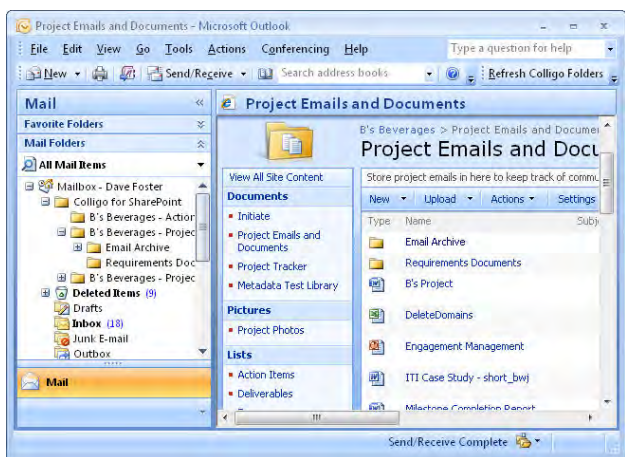 Project Emails and Documents - Microsoft Outlook
File Edit View Go Tools Actions Conferencing Help Type a question for help
New Send/Receive Search address books Refresh Colligo Folders
Mail
Favorite Folders
Mail Folders
All Mail Items
Mailbox - Dave Foster
Colligo for SharePoint
B's Beverages - Action
B's Beverages - Projec
Email Archive
Requirements Doc
B's Beverages - Projec
Deleted Items (9)
Drafts
Inbox (18)
Junk E-mail
Outbox
Mail
Project Emails and Documents
View All Site Content
Documents
Initiate
Project Emails and
Documents
Project Tracker
Metadata Test Library
Pictures
Project Photos
Lists
Action Items
Deliverables
B's Beverages > Project Emails and Documen
Project Emails and Docu
Store project emails in here to keep track of commu
New Upload Actions Settings
Type Name Subj
Email Archive
Requirements Documents
B's Project
DeleteDomains
Engagement Management
ITI Case Study - short_bwj
Milestone Completion Report
Send/Receive Complete